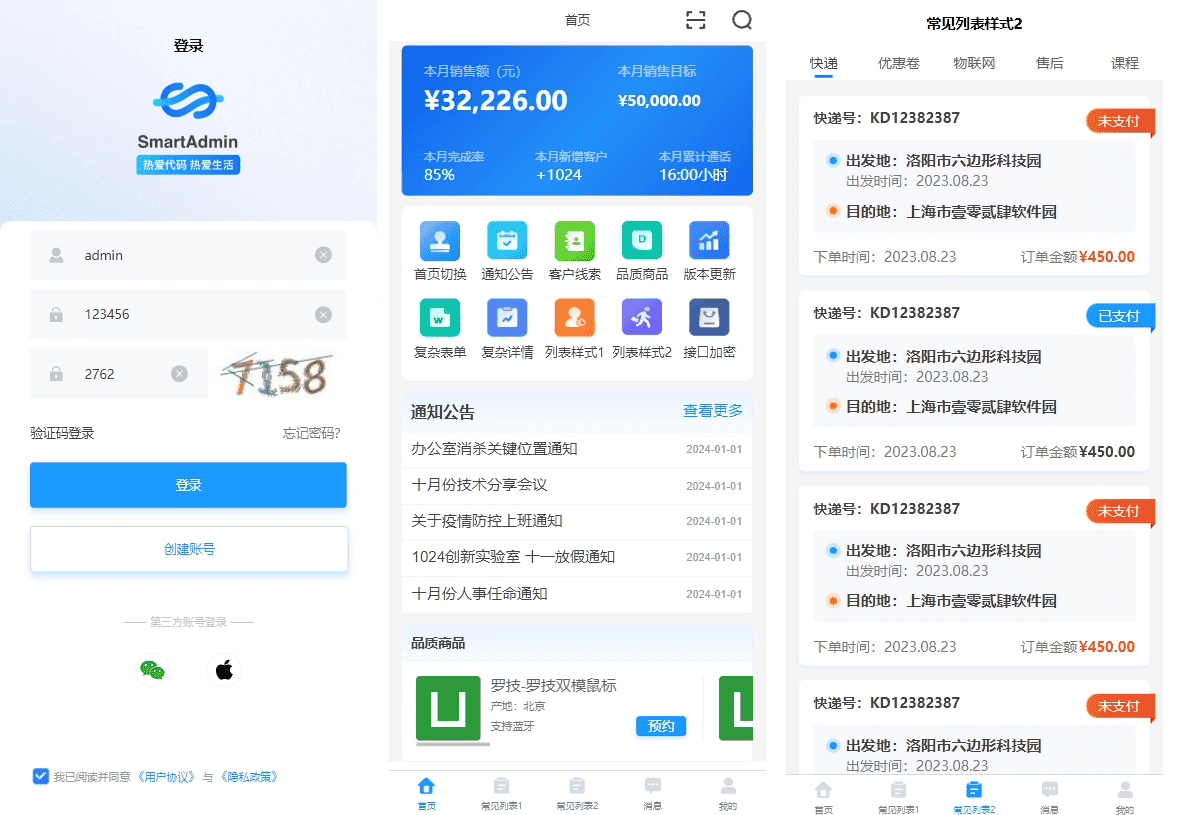 登录
SmartAdmin
热爱代码 热爱生活
admin
123456
2762
7158
验证码登录
忘记密码?
登录
创建账号
第三方账号登录
我已阅读并同意 《用户协议》 与 《隐私政策》
首页
本月销售额（元）
本月销售目标
¥32,226.00
¥50,000.00
本月完成率
本月新增客户
本月累计通话
85%
+1024
16:00小时
首页切换
通知公告
客户线索
品质商品
版本更新
复杂表单
复杂详情
列表样式1
列表样式2
接口加密
通知公告
查看更多
办公室消杀关键位置通知
2024-01-01
十月份技术分享会议
2024-01-01
关于疫情防控上班通知
2024-01-01
1024创新实验室 十一放假通知
2024-01-01
十月份人事任命通知
2024-01-01
品质商品
罗技-罗技双模鼠标
产地：北京
支持蓝牙
预约
首页
常见列表1
常见列表2
消息
我的
常见列表样式2
快递
优惠卷
物联网
售后
课程
快递号：KD12382387
未支付
出发地：洛阳市六边形科技园
出发时间：2023.08.23
目的地：上海市壹零贰肆软件园
下单时间：2023.08.23
订单金额¥450.00
快递号：KD12382387
已支付
出发地：洛阳市六边形科技园
出发时间：2023.08.23
目的地：上海市壹零贰肆软件园
下单时间：2023.08.23
订单金额¥450.00
快递号：KD12382387
未支付
出发地：洛阳市六边形科技园
出发时间：2023.08.23
目的地：上海市壹零贰肆软件园
下单时间：2023.08.23
订单金额¥450.00
快递号：KD12382387
未支付
出发地：洛阳市六边形科技园
出发时间：2023.08.23
首页
常见列表1
常见列表2
消息
我的